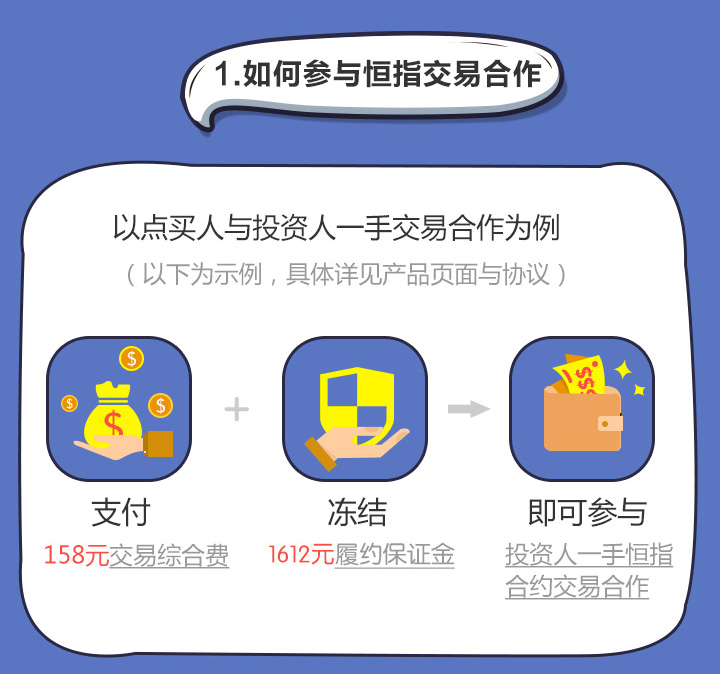 1.如何参与恒指交易合作
以点买人与投资人一手交易合作为例
（以下为示例，具体详见产品页面与协议）
$
$
$
$
$$$
+
支付
冻结
即可参与
158元交易综合费
1612元履约保证金
投资人一手恒指
合约交易合作